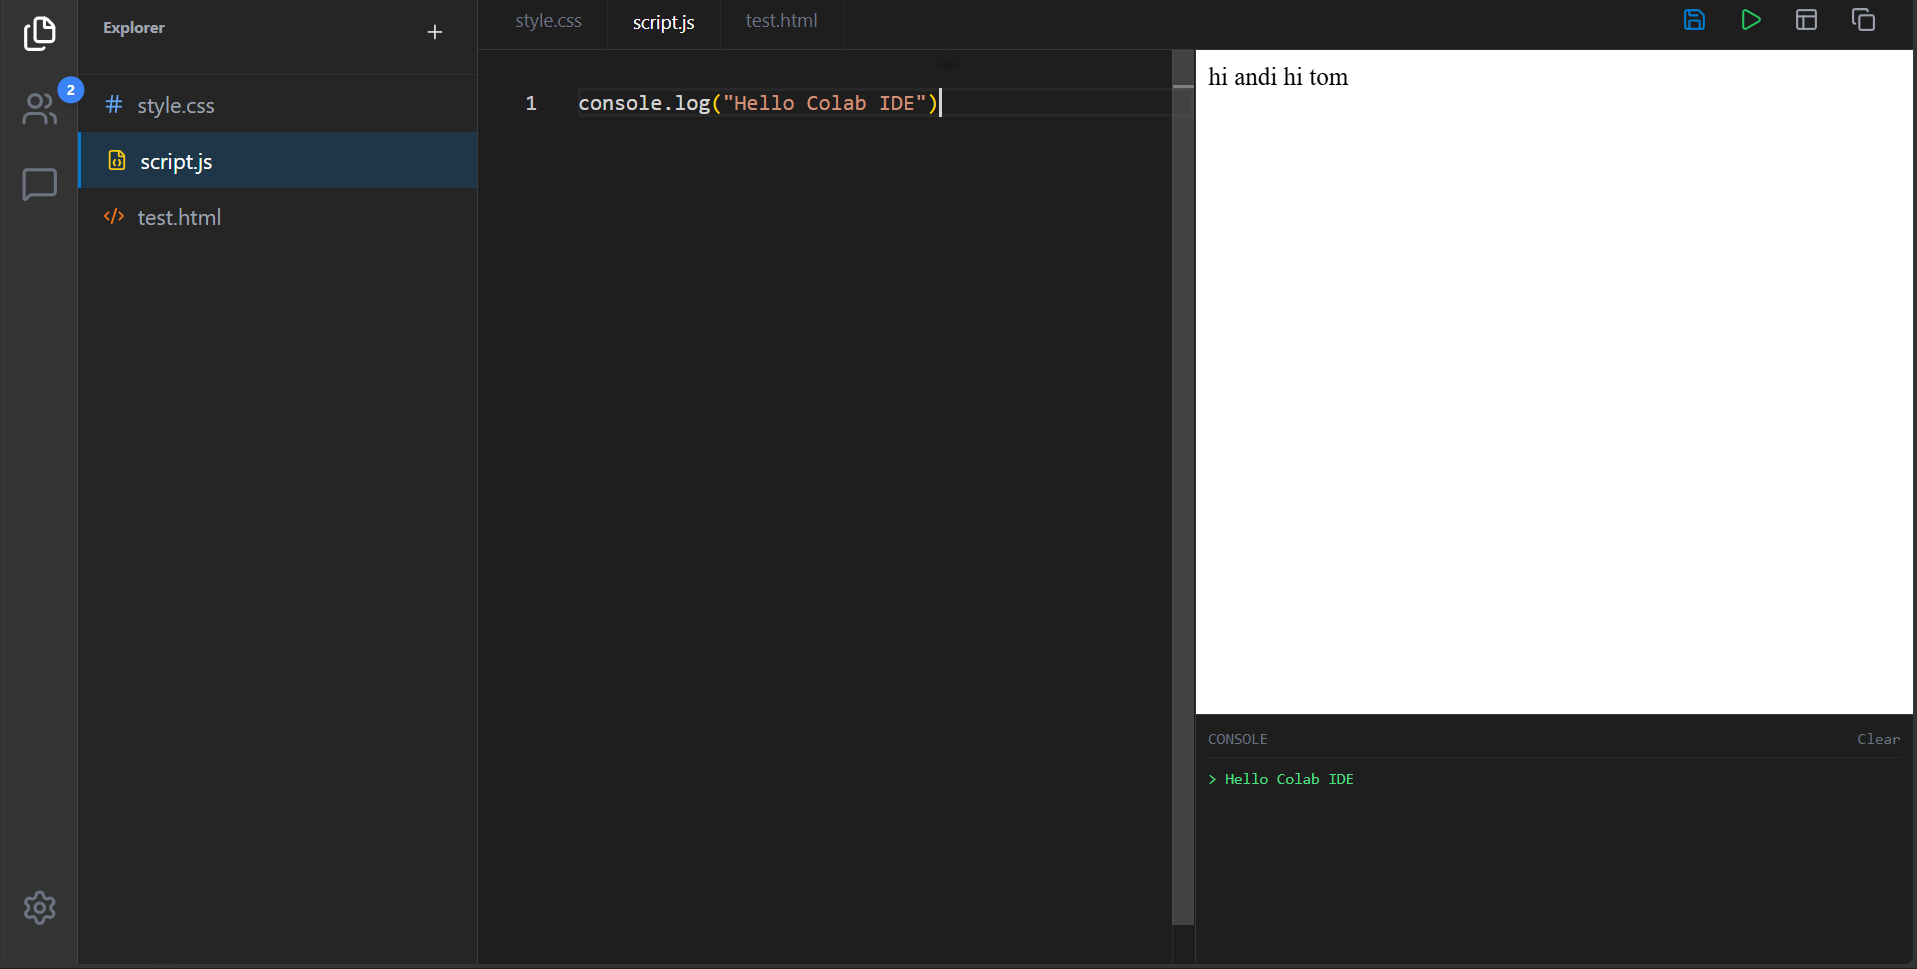 Explorer
+
2
# style.css
script.js
</> test.html
style.css script.js test.html
1 console.log("Hello Colab IDE")
hi andi hi tom
CONSOLE Clear
> Hello Colab IDE